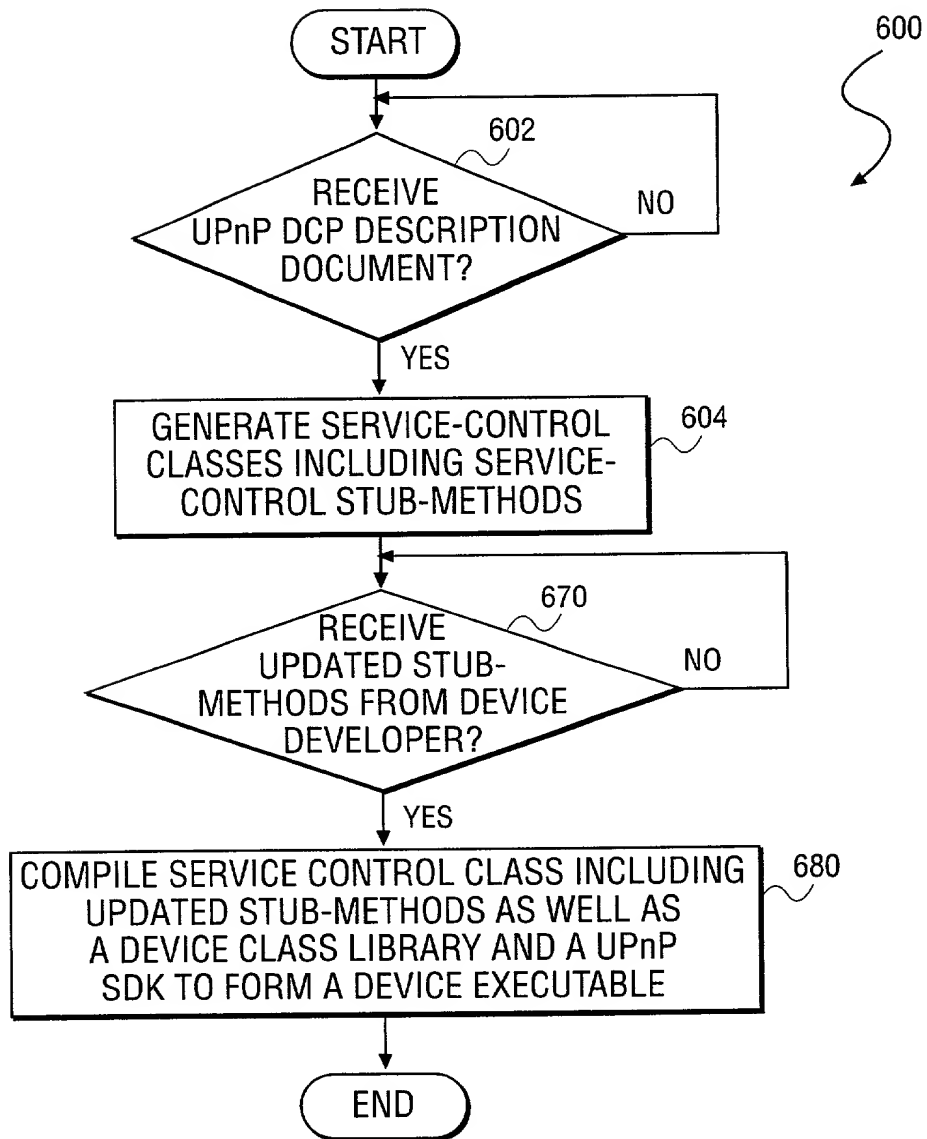 START
600
602
RECEIVE
UPnP DCP DESCRIPTION
DOCUMENT?
NO
YES
GENERATE SERVICE-CONTROL
CLASSES INCLUDING SERVICE-
CONTROL STUB-METHODS
604
670
RECEIVE
UPDATED STUB-
METHODS FROM DEVICE
DEVELOPER?
NO
YES
COMPILE SERVICE CONTROL CLASS INCLUDING
UPDATED STUB-METHODS AS WELL AS
A DEVICE CLASS LIBRARY AND A UPnP
SDK TO FORM A DEVICE EXECUTABLE
680
END